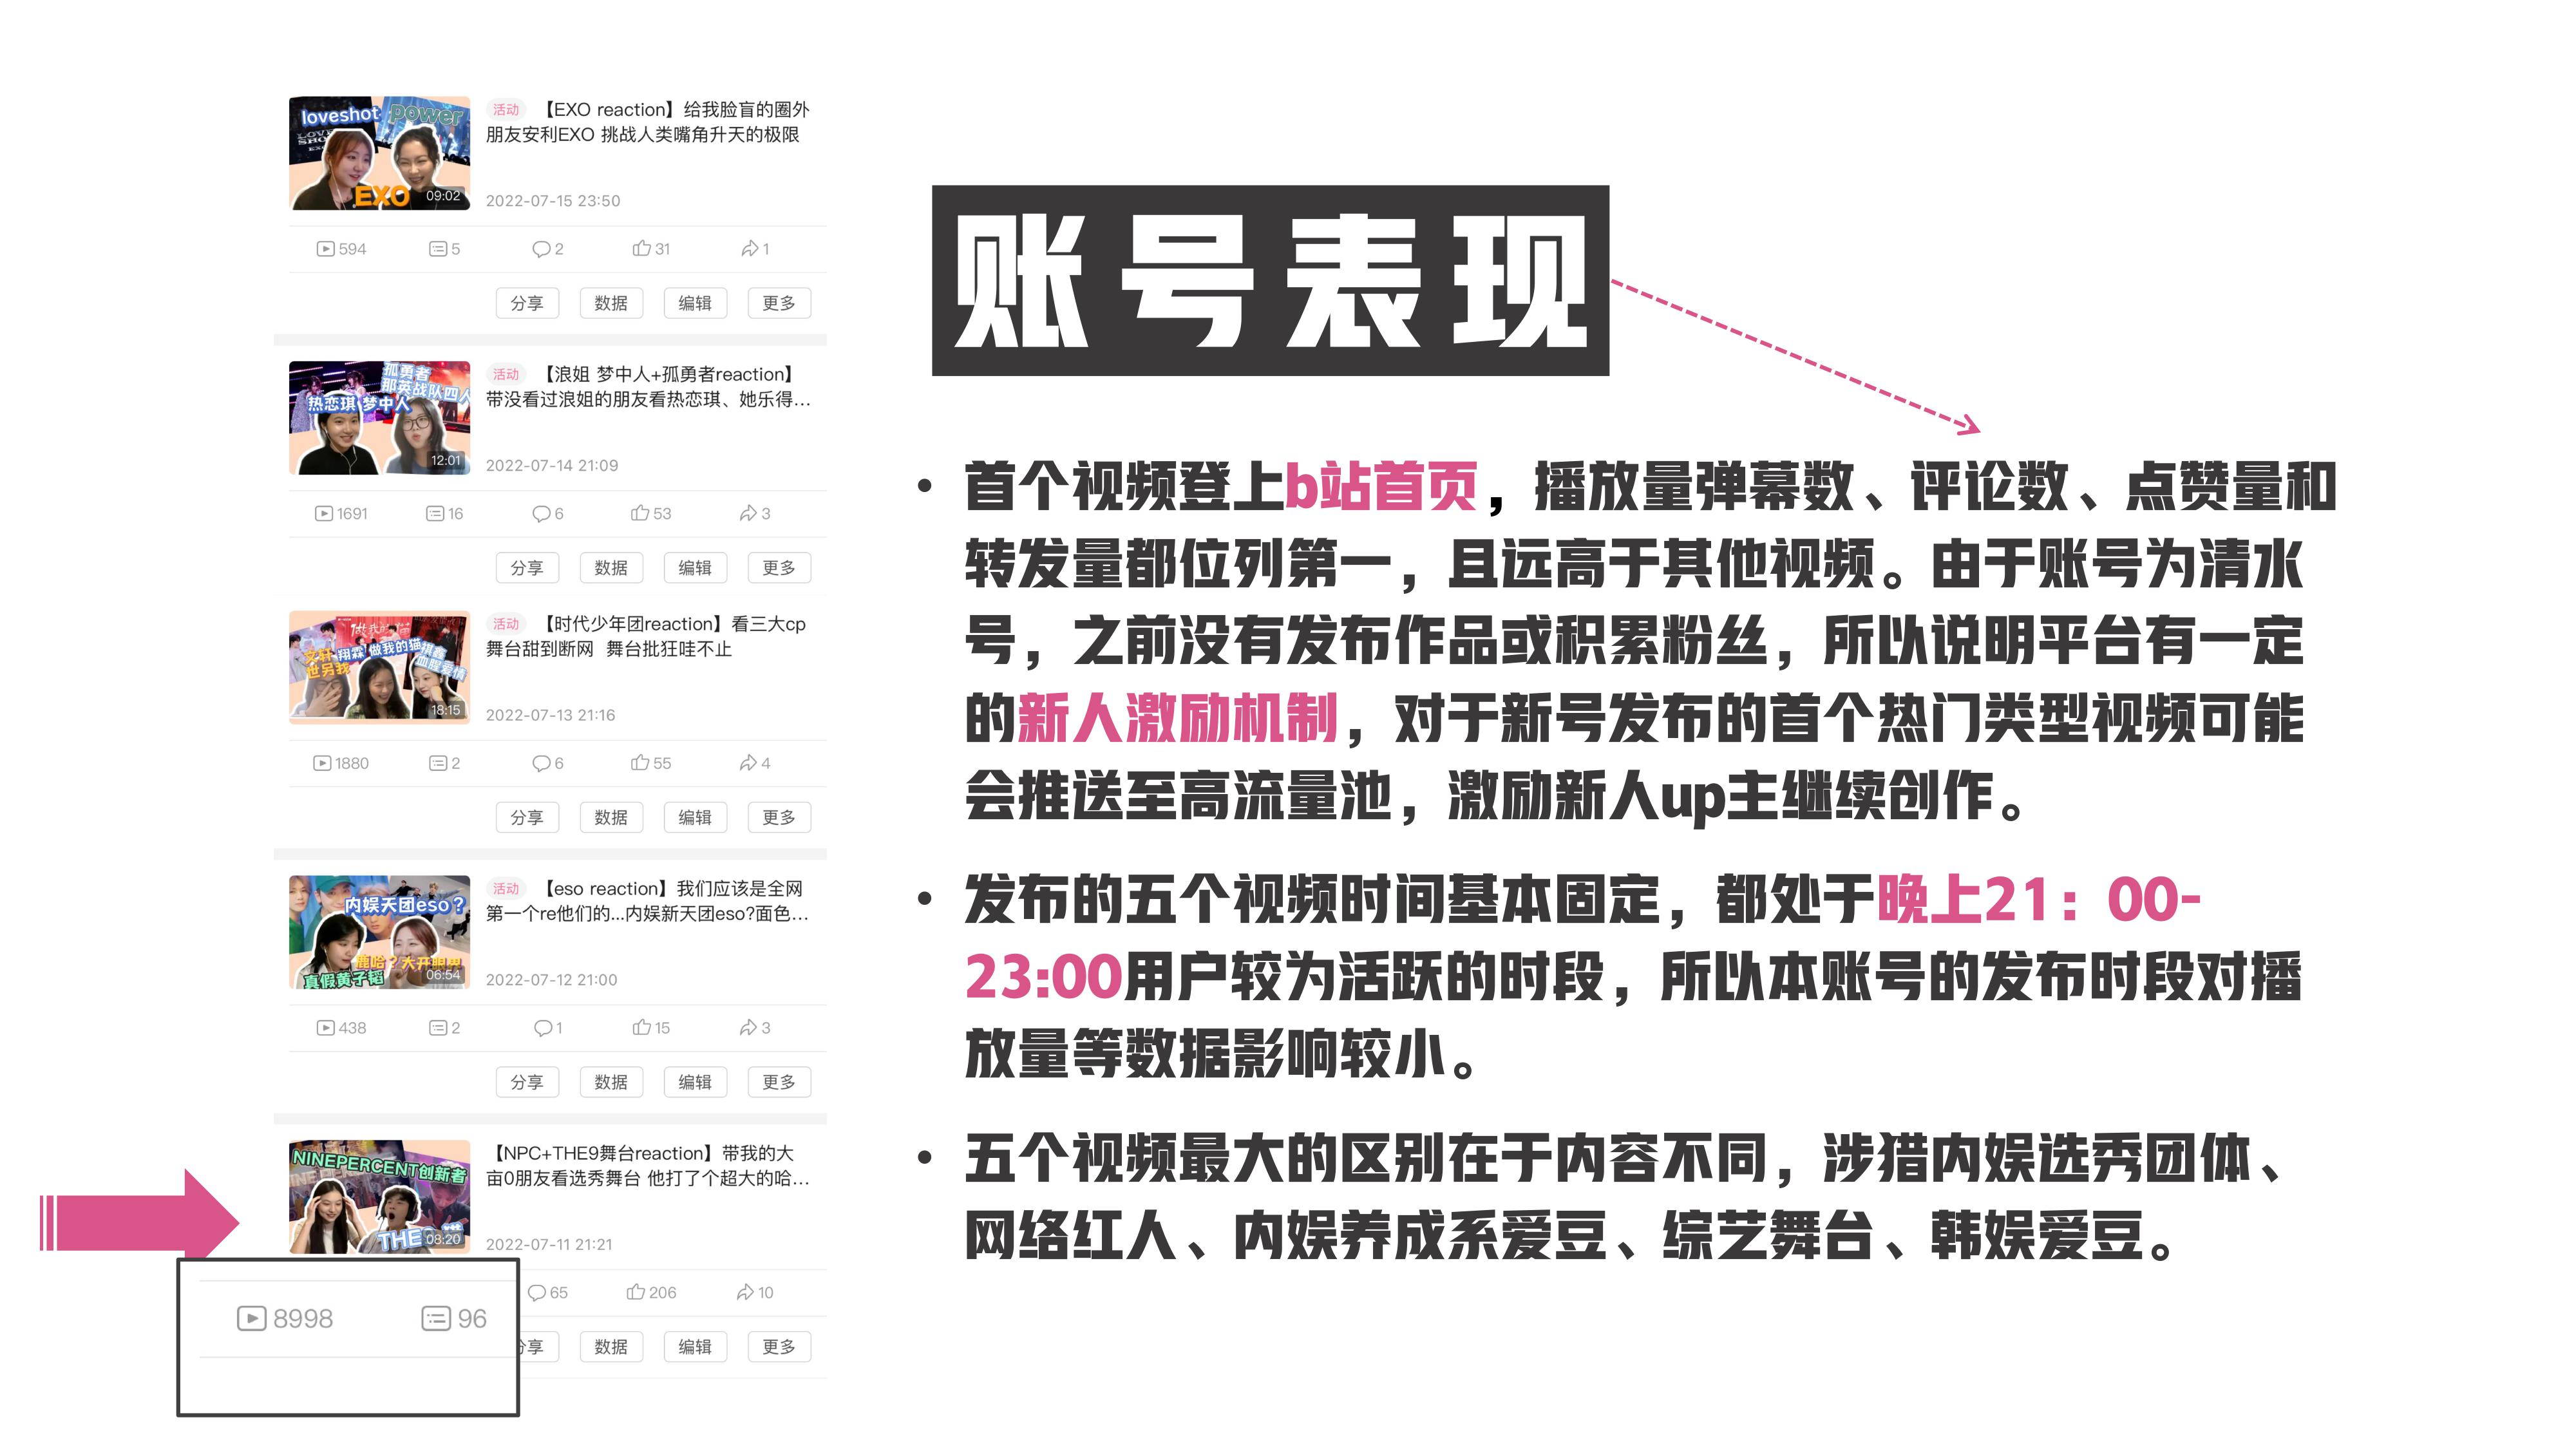 loveshot power
EXO
09:02
活动 【EXO reaction】给我脸盲的圈外
朋友安利EXO 挑战人类嘴角升天的极限
2022-07-15 23:50
594 5 2 31 1
分享 数据 编辑 更多
孤勇者
那英战队四人
热恋琪 梦中人
12:01
活动 【浪姐 梦中人+孤勇者reaction】
带没看过浪姐的朋友看热恋琪、她乐得...
2022-07-14 21:09
1691 16 6 53 3
分享 数据 编辑 更多
文轩 翔霖 做我的猫 祺鑫
世另我
血腥爱情
18:15
活动 【时代少年团reaction】看三大cp
舞台甜到断网 舞台批狂哇不止
2022-07-13 21:16
1880 2 6 55 4
分享 数据 编辑 更多
内娱天团eso？
鹿哈？大开眼界
真假黄子韬
06:54
活动 【eso reaction】我们应该是全网
第一个re他们的...内娱新天团eso?面色...
2022-07-12 21:00
438 2 1 15 3
分享 数据 编辑 更多
NINEPERCENT创新者
THE9
08:20
【NPC+THE9舞台reaction】带我的大
亩0朋友看选秀舞台 他打了个超大的哈...
2022-07-11 21:21
8998 96 65 206 10
分享 数据 编辑 更多
账号表现
• 首个视频登上b站首页，播放量弹幕数、评论数、点赞量和
转发量都位列第一，且远高于其他视频。由于账号为清水
号，之前没有发布作品或积累粉丝，所以说明平台有一定
的新人激励机制，对于新号发布的首个热门类型视频可能
会推送至高流量池，激励新人up主继续创作。
• 发布的五个视频时间基本固定，都处于晚上21：00-
23:00用户较为活跃的时段，所以本账号的发布时段对播
放量等数据影响较小。
• 五个视频最大的区别在于内容不同，涉猎内娱选秀团体、
网络红人、内娱养成系爱豆、综艺舞台、韩娱爱豆。